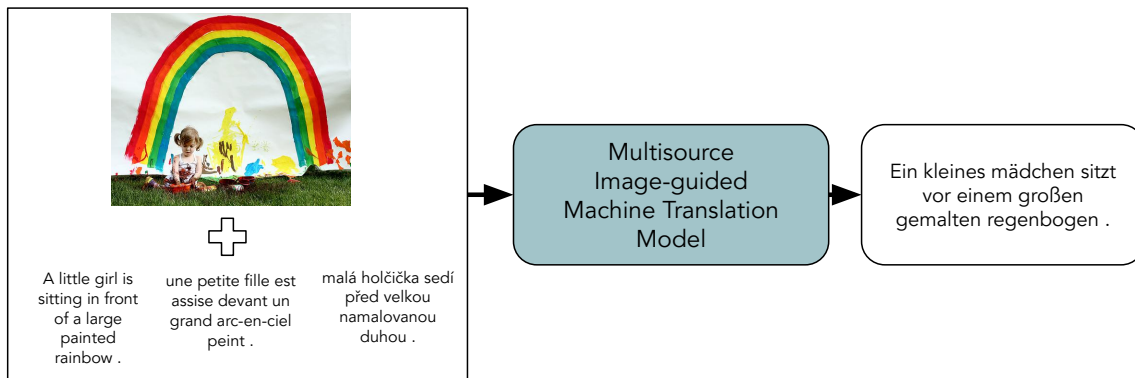 A little girl is
sitting in front
of a large
painted
rainbow .
une petite fille est
assise devant un
grand arc-en-ciel
peint .
malá holčička sedí
před velkou
namalovanou
duhou .
Multisource
Image-guided
Machine Translation
Model
Ein kleines mädchen sitzt
vor einem großen
gemalten regenbogen .